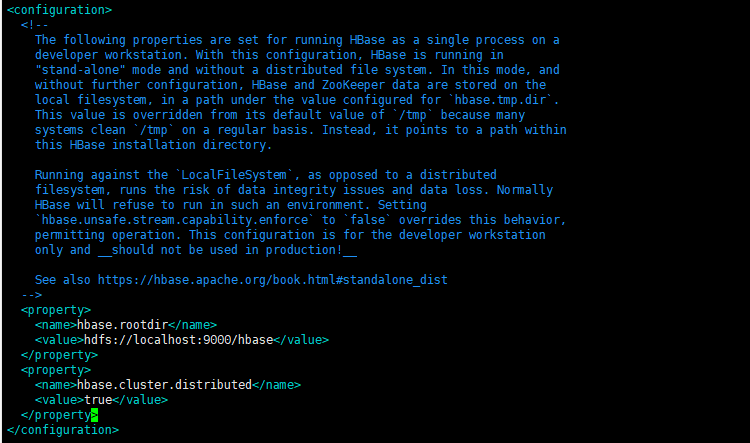 <configuration>
<!--
The following properties are set for running HBase as a single process on a
developer workstation. With this configuration, HBase is running in
"stand-alone" mode and without a distributed file system. In this mode, and
without further configuration, HBase and ZooKeeper data are stored on the
local filesystem, in a path under the value configured for `hbase.tmp.dir`.
This value is overridden from its default value of `/tmp` because many
systems clean `/tmp` on a regular basis. Instead, it points to a path within
this HBase installation directory.

Running against the `LocalFileSystem`, as opposed to a distributed
filesystem, runs the risk of data integrity issues and data loss. Normally
HBase will refuse to run in such an environment. Setting
`hbase.unsafe.stream.capability.enforce` to `false` overrides this behavior,
permitting operation. This configuration is for the developer workstation
only and __should not be used in production!__

See also https://hbase.apache.org/book.html#standalone_dist
-->
<property>
<name>hbase.rootdir</name>
<value>hdfs://localhost:9000/hbase</value>
</property>
<property>
<name>hbase.cluster.distributed</name>
<value>true</value>
</property>
</configuration>